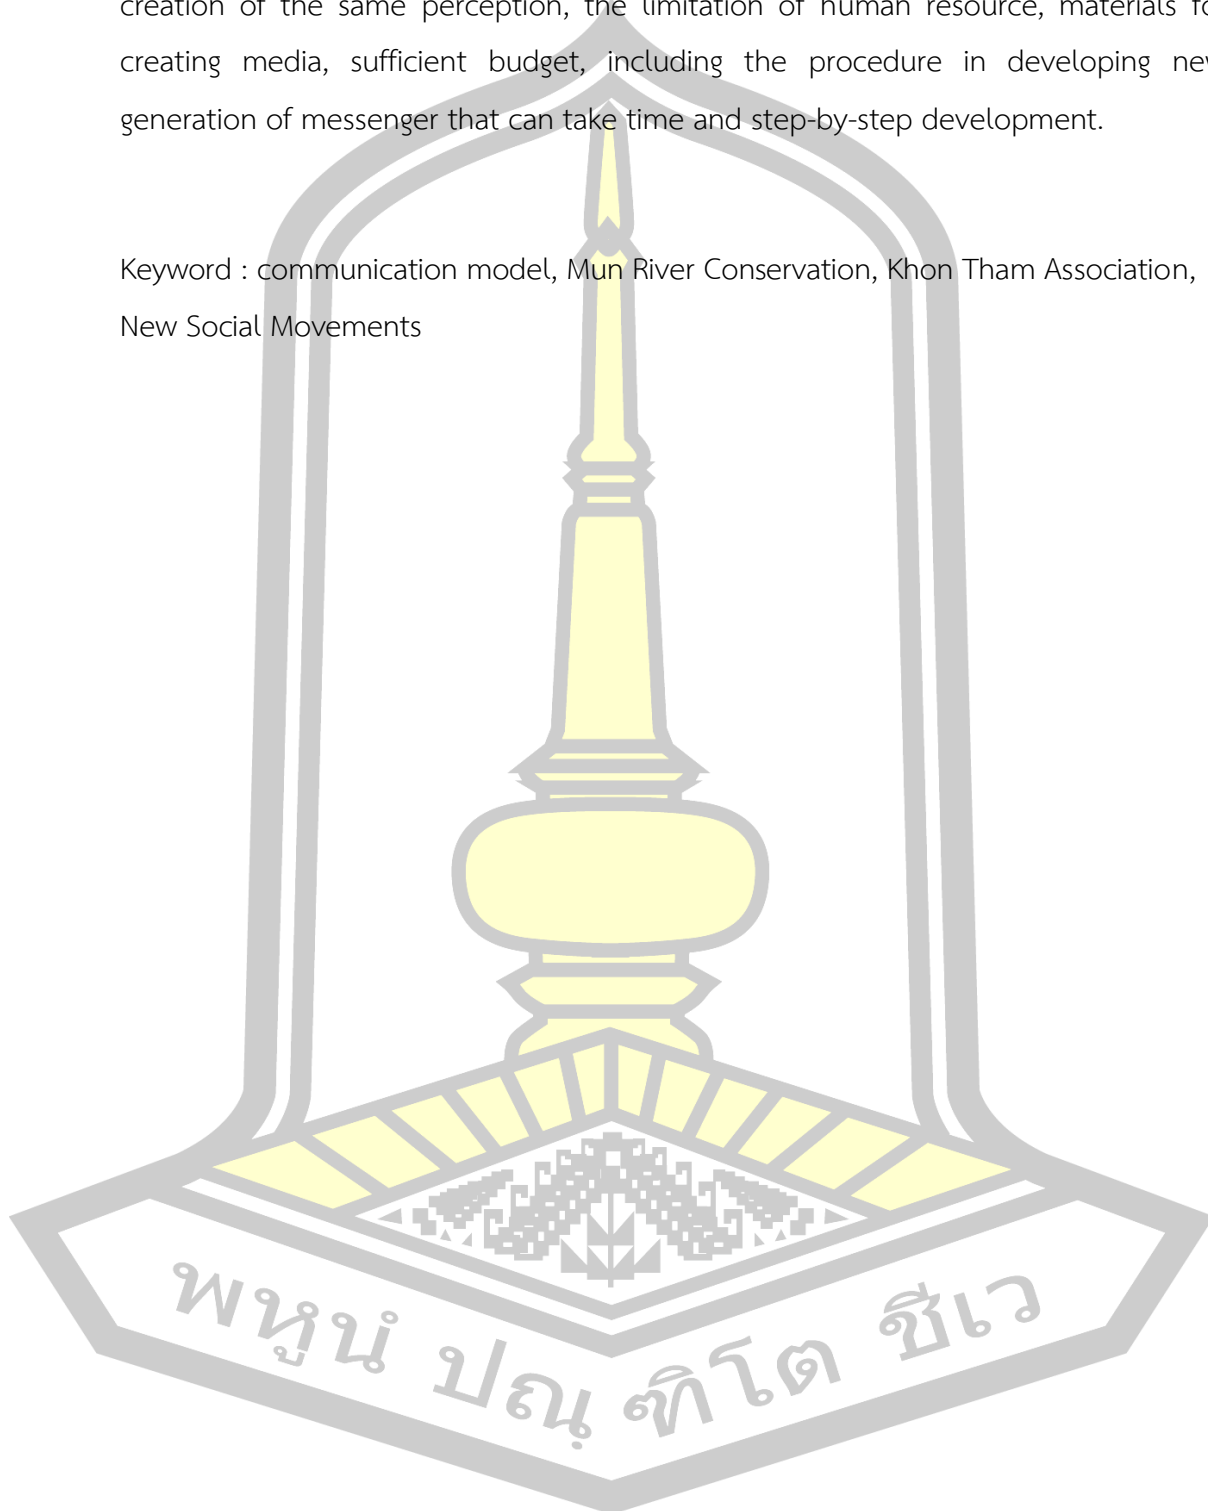 creation of the same perception, the limitation of human resource, materials fo
creating media, sufficient budget, including the procedure in developing new
generation of messenger that can take time and step-by-step development.
Keyword : communication model, Mun River Conservation, Khon Tham Association,
New Social Movements
พหูนํ ปณฺฑิโต ชีเว